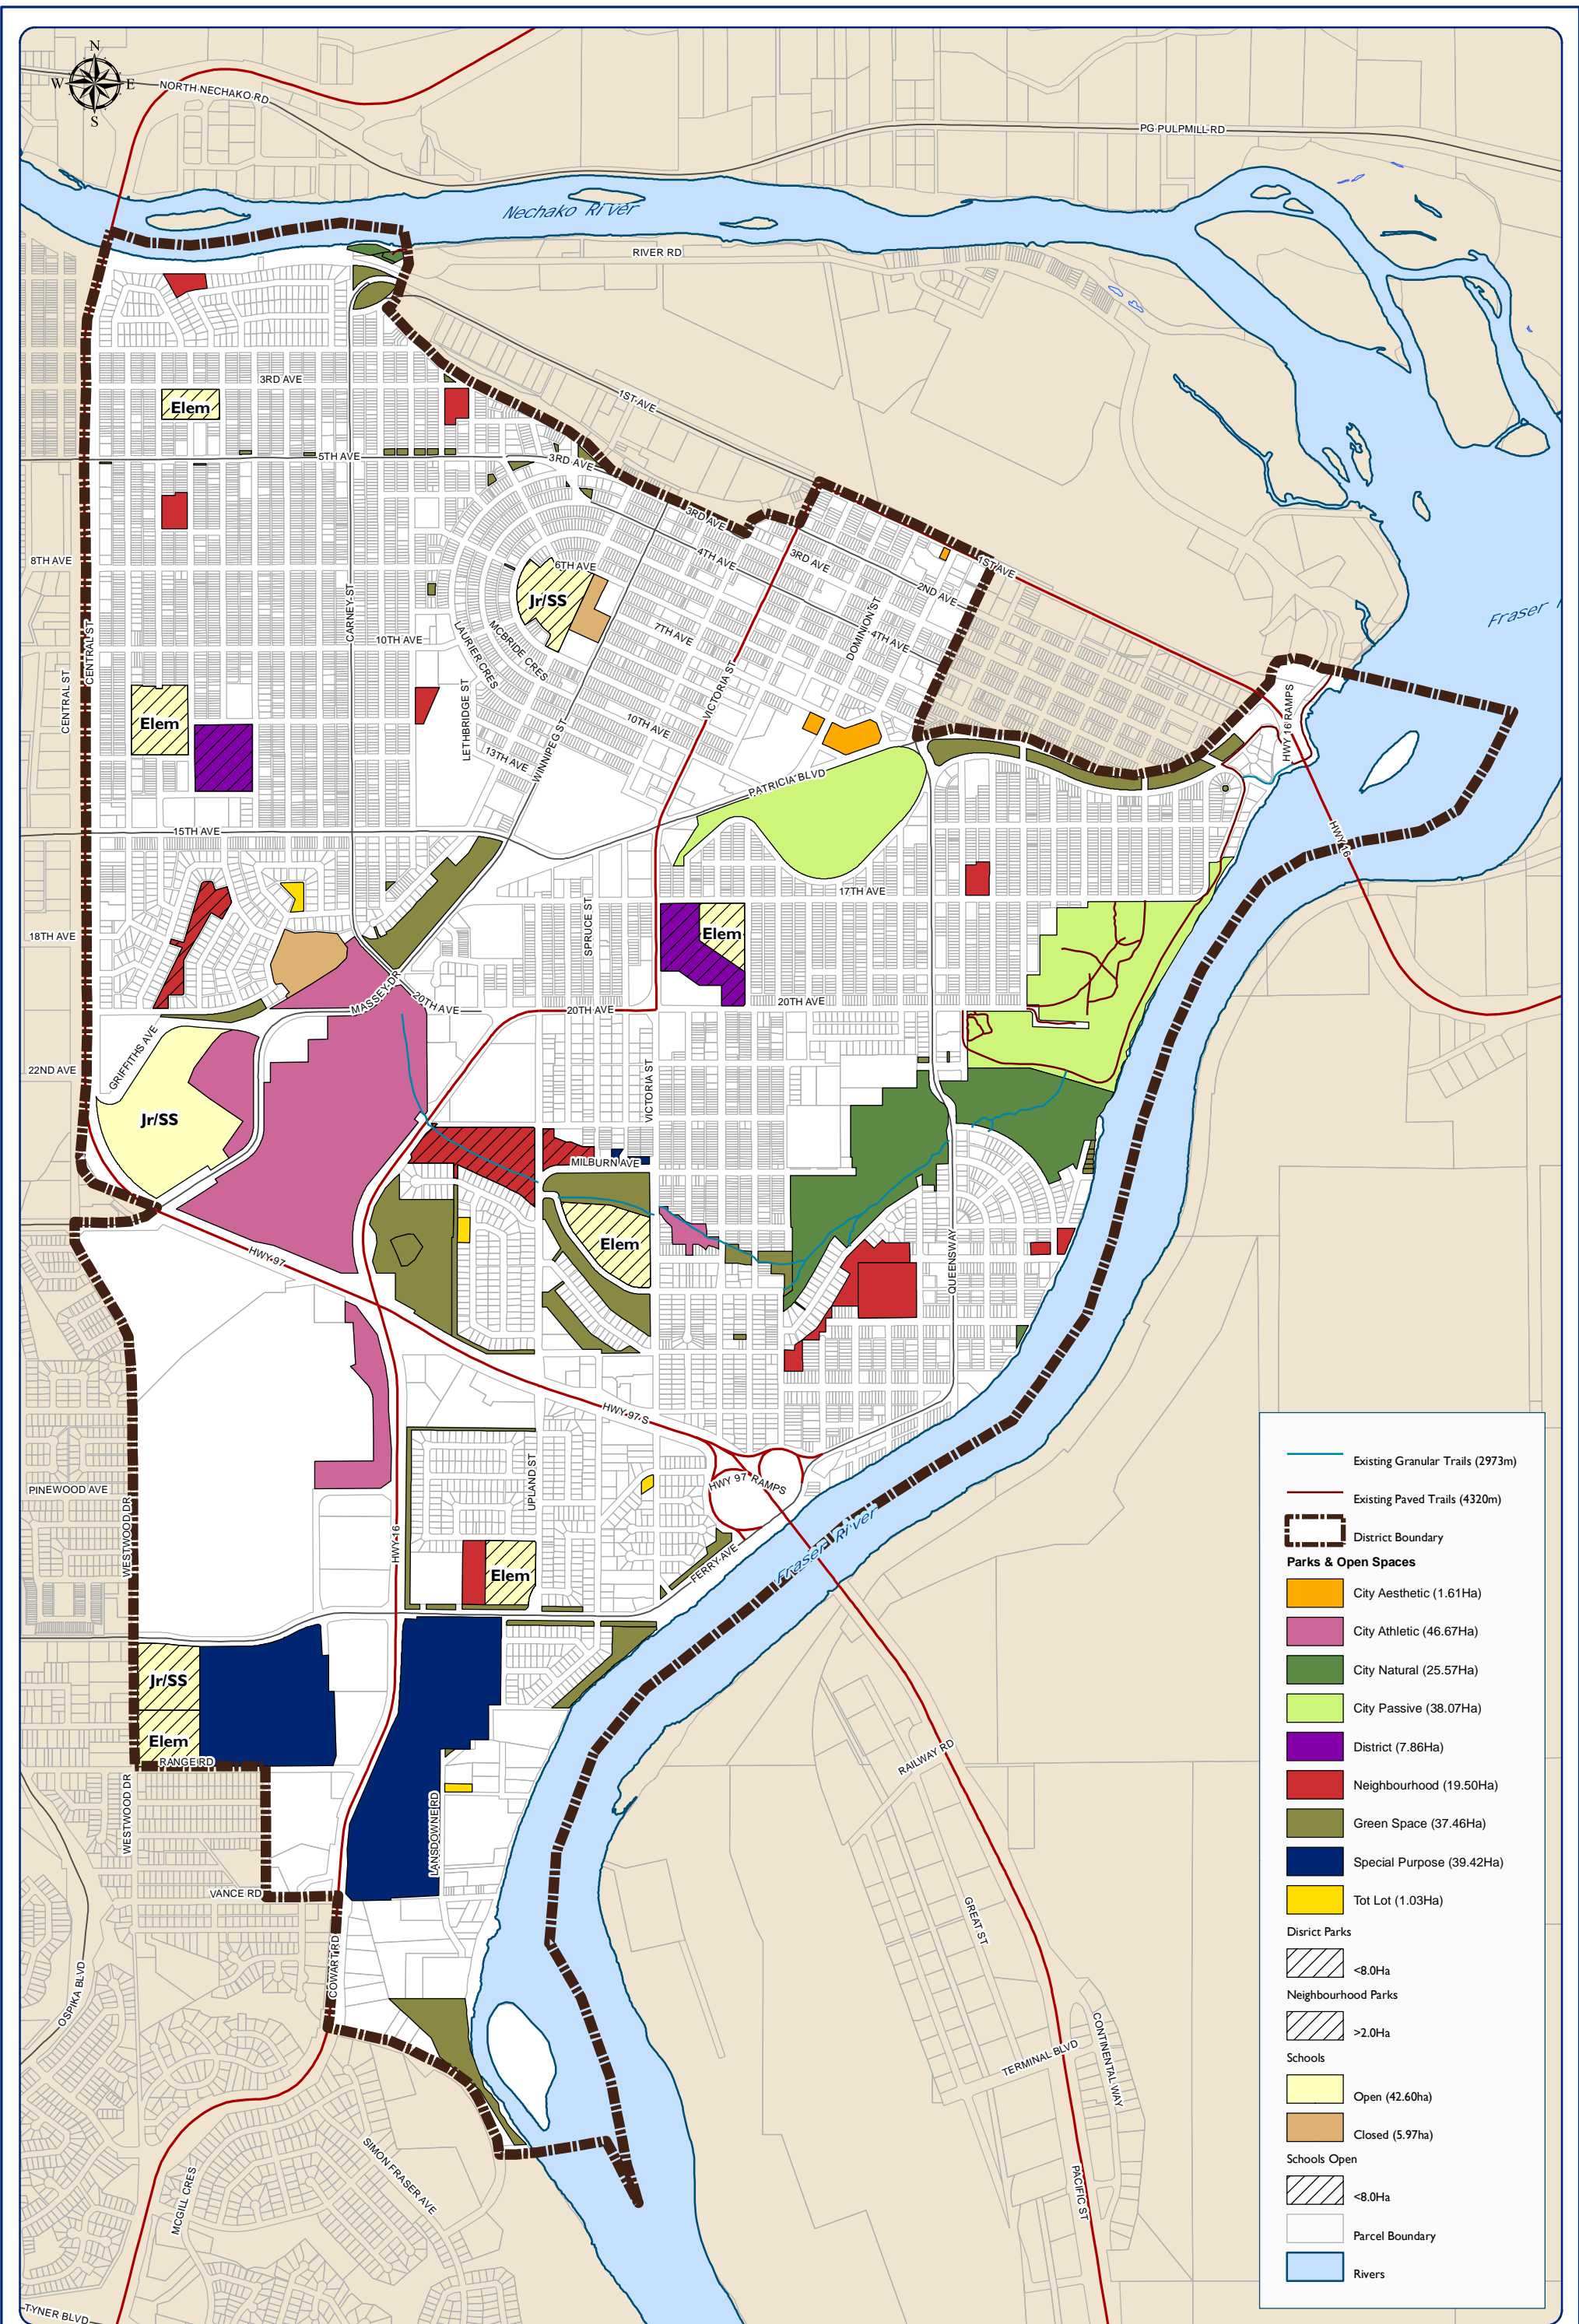 N
W
E
S
NORTH NECHAKO RD
PG PULPMILL RD
Nechako River
RIVER RD
3RD AVE
1ST AVE
Elem
5TH AVE
3RD AVE
3RD AVE
8TH AVE
6TH AVE
4TH AVE
3RD AVE
1ST AVE
2ND AVE
Jr/SS
CARNEY ST
DOMINION ST
4TH AVE
7TH AVE
10TH AVE
LAURIER CRES
MCBRIDE CRES
CENTRAL ST
CENTRAL ST
VICTORIA ST
LETHBRIDGE ST
Elem
10TH AVE
WINNIPEG ST
13TH AVE
HWY 16 RAMPS
PATRICIA BLVD
15TH AVE
HWY 16
17TH AVE
18TH AVE
SPRUCE ST
Elem
MASSEY DR
20TH AVE
20TH AVE
20TH AVE
GRIFFITHS AVE
22ND AVE
VICTORIA ST
Jr/SS
MILBURN AVE
Elem
HWY 97
QUEENSWAY
HWY 97 S
UPLAND ST
HWY 97 RAMPS
PINEWOOD AVE
WESTWOOD DR
HWY 16
Elem
FERRY AVE
Fraser River
Jr/SS
Elem
RANGE RD
WESTWOOD DR
LANSDOWNE RD
RAILWAY RD
VANCE RD
GREAT ST
COWART RD
OSPIKA BLVD
TERMINAL BLVD
CONTINENTAL WAY
SIMON FRASER AVE
MCGILL CRES
PACIFIC ST
TYNER BLVD
Existing Granular Trails (2973m)
Existing Paved Trails (4320m)
District Boundary
Parks & Open Spaces
City Aesthetic (1.61Ha)
City Athletic (46.67Ha)
City Natural (25.57Ha)
City Passive (38.07Ha)
District (7.86Ha)
Neighbourhood (19.50Ha)
Green Space (37.46Ha)
Special Purpose (39.42Ha)
Tot Lot (1.03Ha)
District Parks
<8.0Ha
Neighbourhood Parks
>2.0Ha
Schools
Open (42.60ha)
Closed (5.97ha)
Schools Open
<8.0Ha
Parcel Boundary
Rivers
Fraser